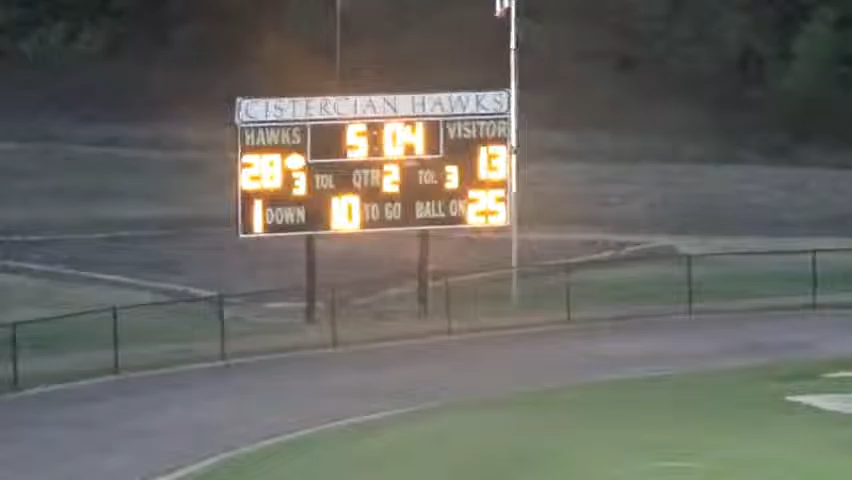 CISTERCIAN HAWKS
HAWKS 5:04 VISITOR
28 3 TOL QTR 2 TOL 3 13
1 DOWN 10 TO GO BALL ON 25